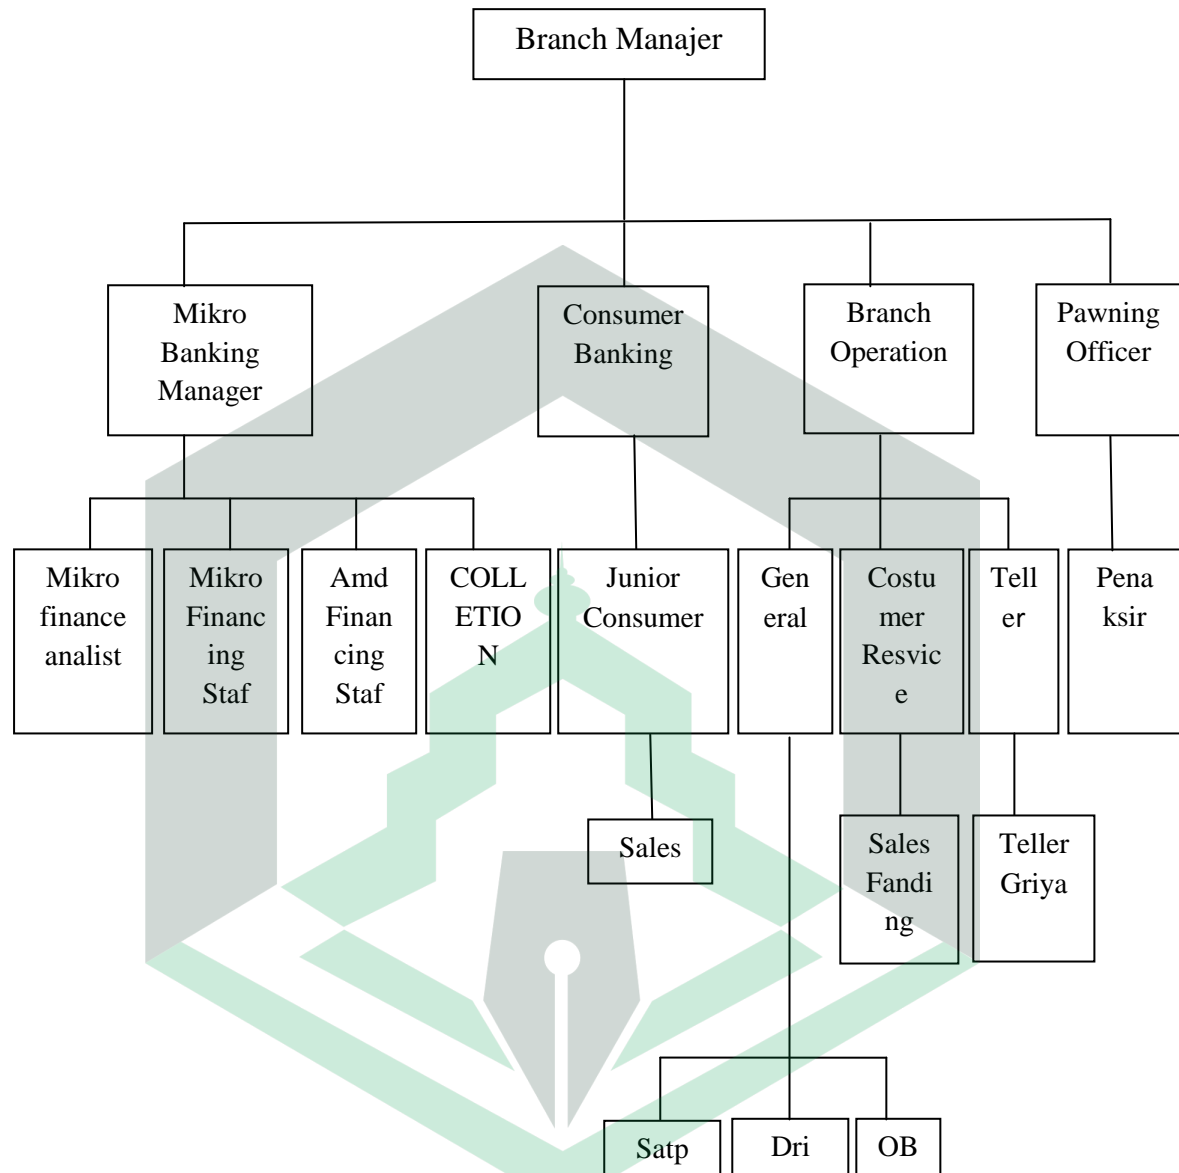 Branch Manajer
Mikro
Banking
Manager
Consumer
Banking
Branch
Operation
Pawning
Officer
Mikro
finance
analist
Mikro
Financ
ing
Staf
Amd
Finan
cing
Staf
COLL
ETIO
N
Junior
Consumer
Gen
eral
Costu
mer
Resvic
e
Tell
er
Pena
ksir
Sales
Sales
Fandi
ng
Teller
Griya
Satp
Dri
OB